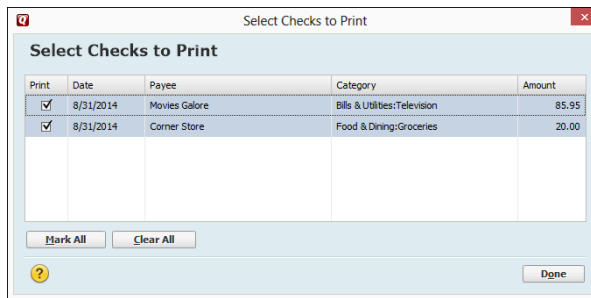 Select Checks to Print
Select Checks to Print
Print Date Payee Category Amount
8/31/2014 Movies Galore Bills & Utilities:Television 85.95
8/31/2014 Corner Store Food & Dining:Groceries 20.00
Mark All Clear All
? Done